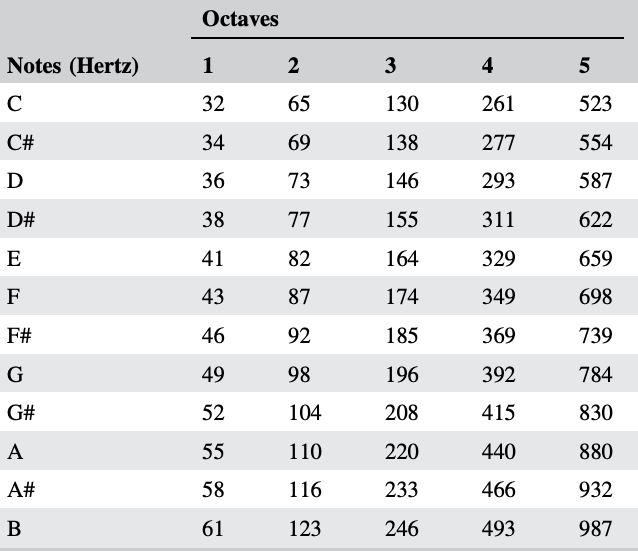 Octaves
Notes (Hertz) 1 2 3 4 5
C 32 65 130 261 523
C# 34 69 138 277 554
D 36 73 146 293 587
D# 38 77 155 311 622
E 41 82 164 329 659
F 43 87 174 349 698
F# 46 92 185 369 739
G 49 98 196 392 784
G# 52 104 208 415 830
A 55 110 220 440 880
A# 58 116 233 466 932
B 61 123 246 493 987